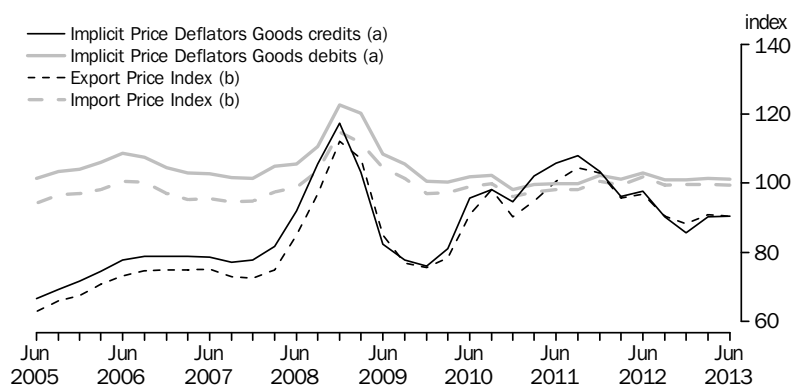 index
Implicit Price Deflators Goods credits (a)
Implicit Price Deflators Goods debits (a)
Export Price Index (b)
Import Price Index (b)
140
120
100
80
60
Jun Jun Jun Jun Jun Jun Jun Jun Jun
2005 2006 2007 2008 2009 2010 2011 2012 2013